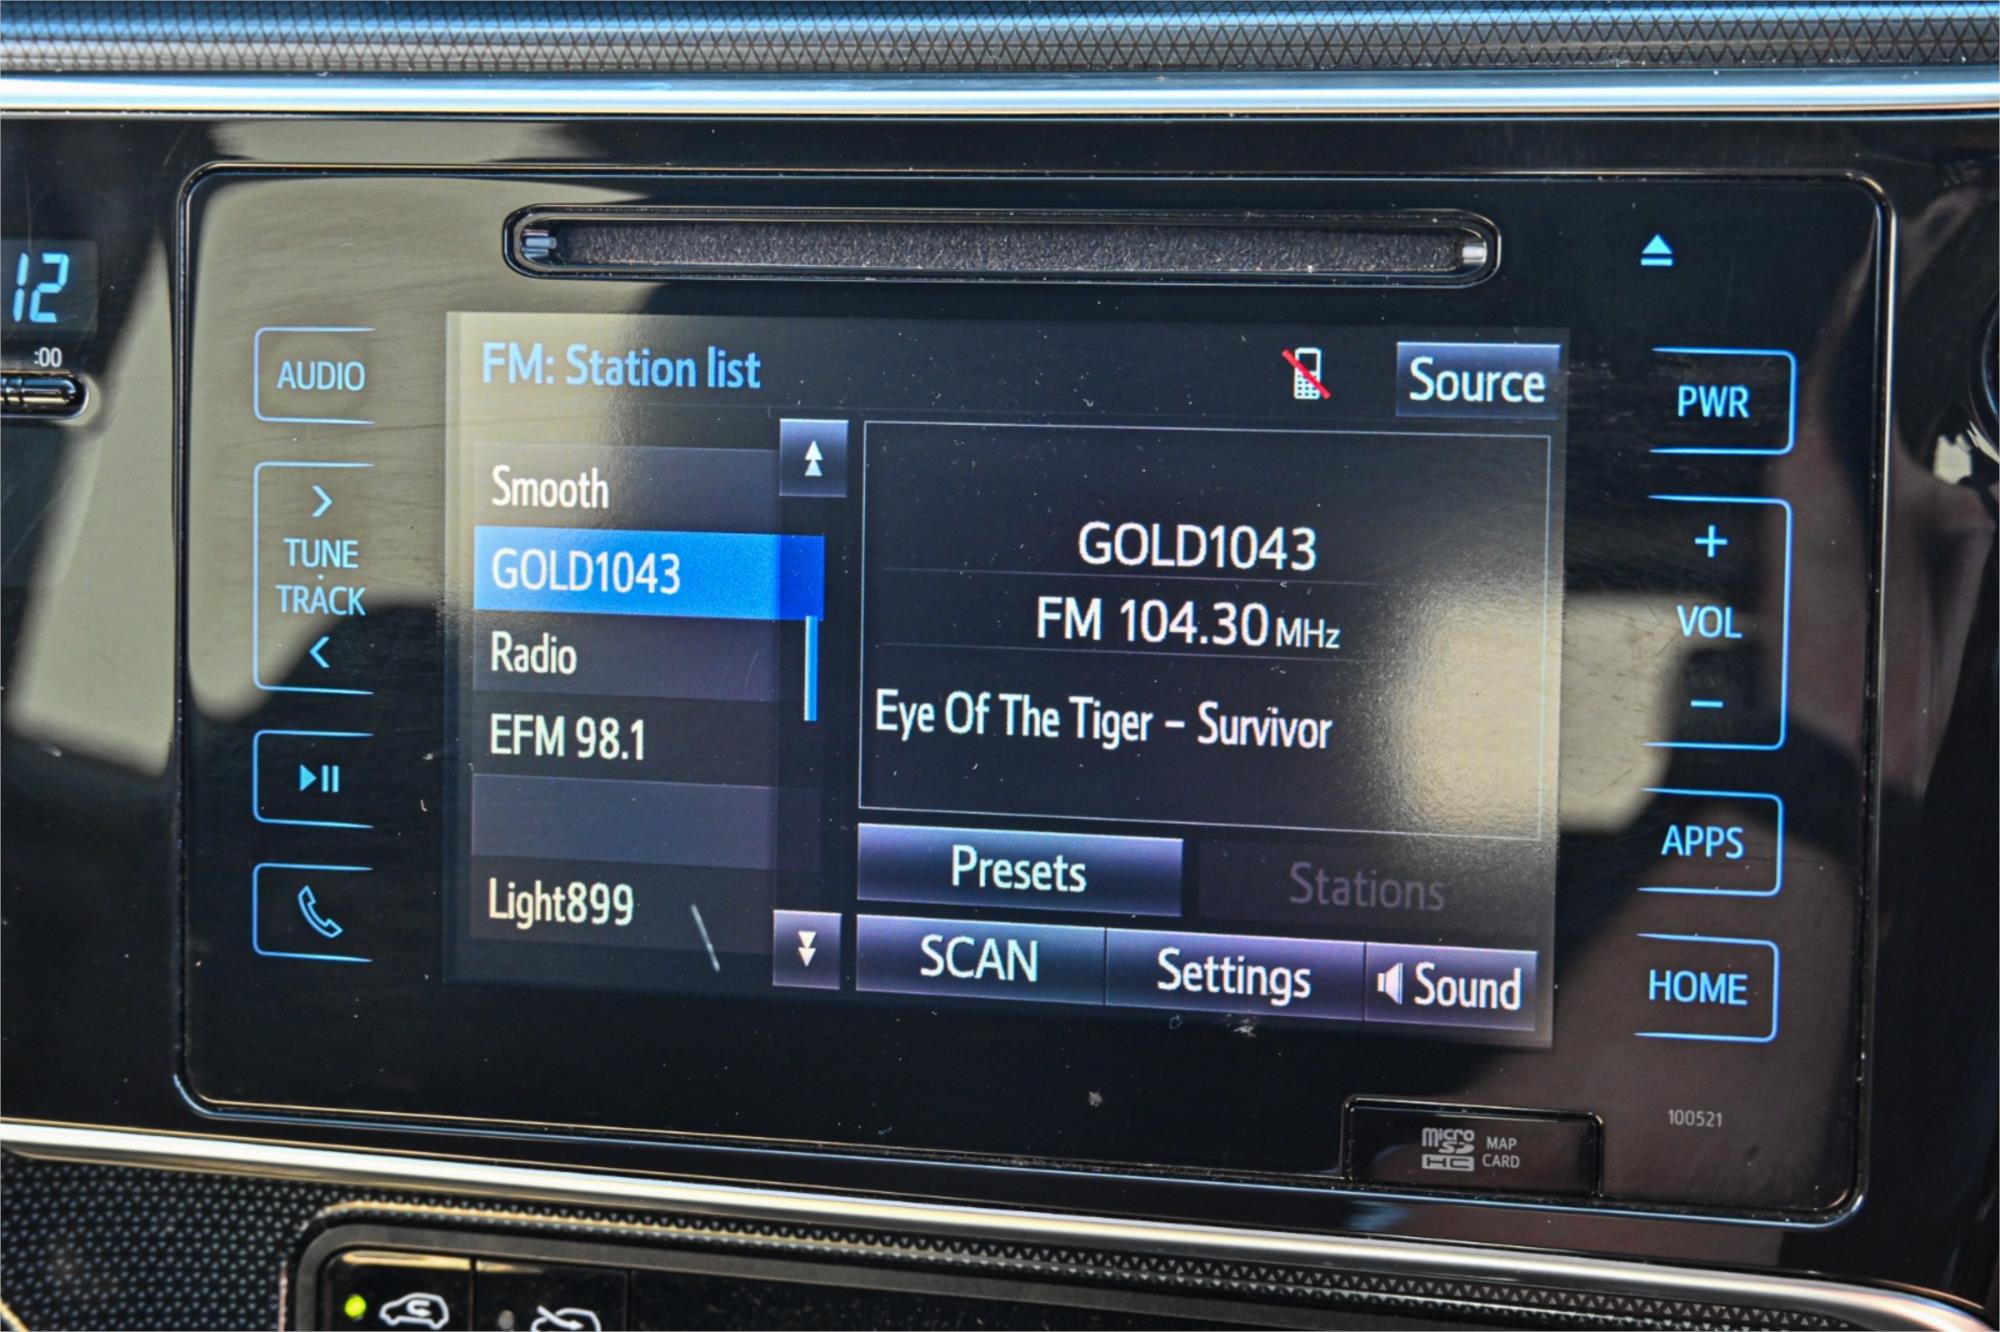 12
:00
AUDIO
TUNE
TRACK
FM: Station list
Source
Smooth
GOLD1043
Radio
EFM 98.1
Light899
GOLD1043
FM 104.30 MHz
Eye Of The Tiger – Survivor
Presets
Stations
SCAN
Settings
Sound
PWR
+
VOL
−
APPS
HOME
100521
micro SD HC
MAP
CARD